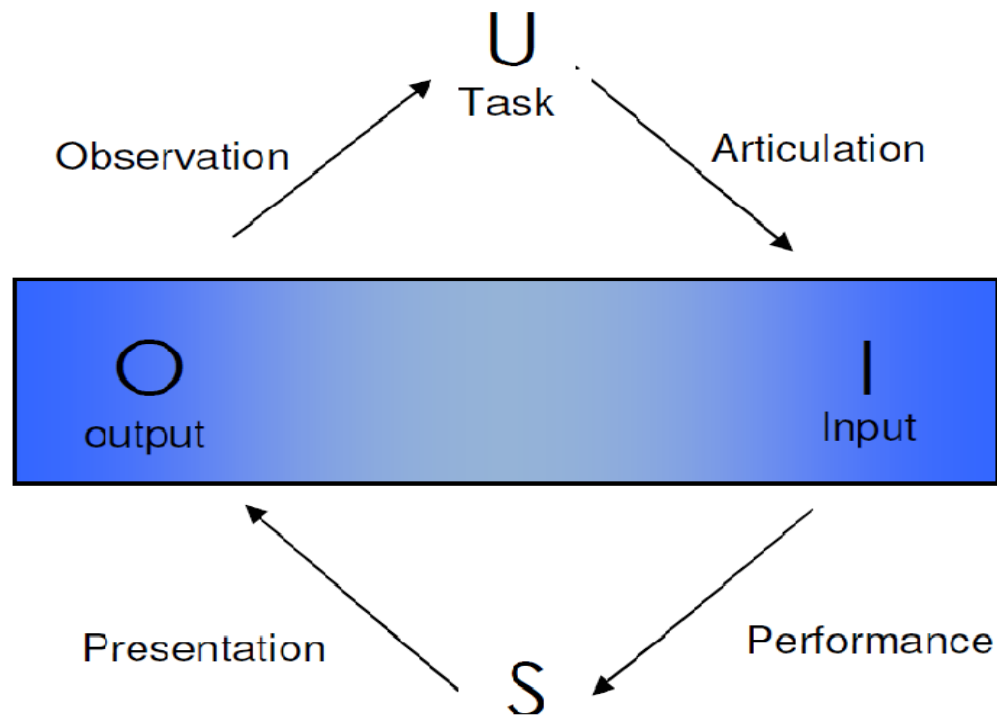 U
Task
Observation
Articulation
O
output
I
Input
Presentation
Performance
S